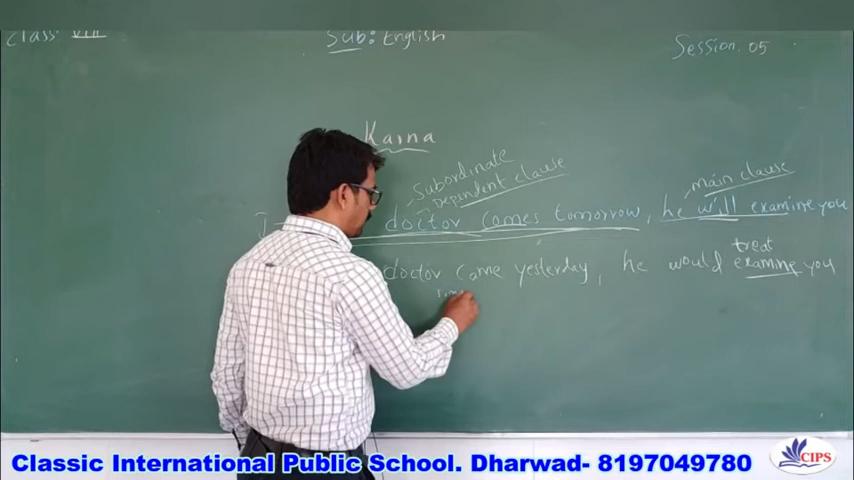 Class: VIII Sub: English Session. 05
Karna
Subordinate
Dependent clause main clause
doctor comes tomorrow, he will examine you
treat
doctor came yesterday, he would examine you
Classic International Public School. Dharwad- 8197049780
CIPS